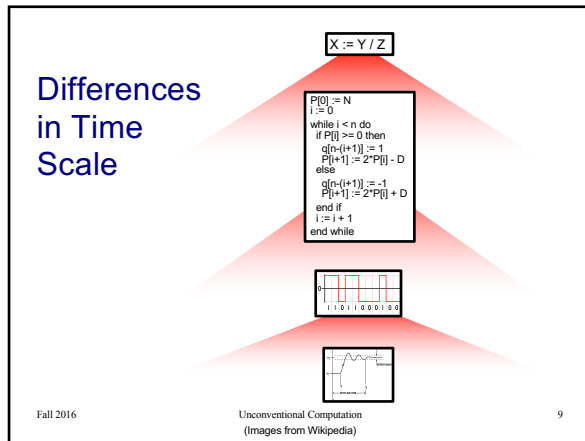 X := Y / Z
Differences
in Time
Scale
P[0] := N
i := 0
while i < n do
if P[i] >= 0 then
q[n-(i+1)] := 1
P[i+1] := 2*P[i] - D
else
q[n-(i+1)] := -1
P[i+1] := 2*P[i] + D
end if
i := i + 1
end while
0
1 1 0 1 1 0 0 0 1 0 0
Fall 2016
Unconventional Computation
9
(Images from Wikipedia)